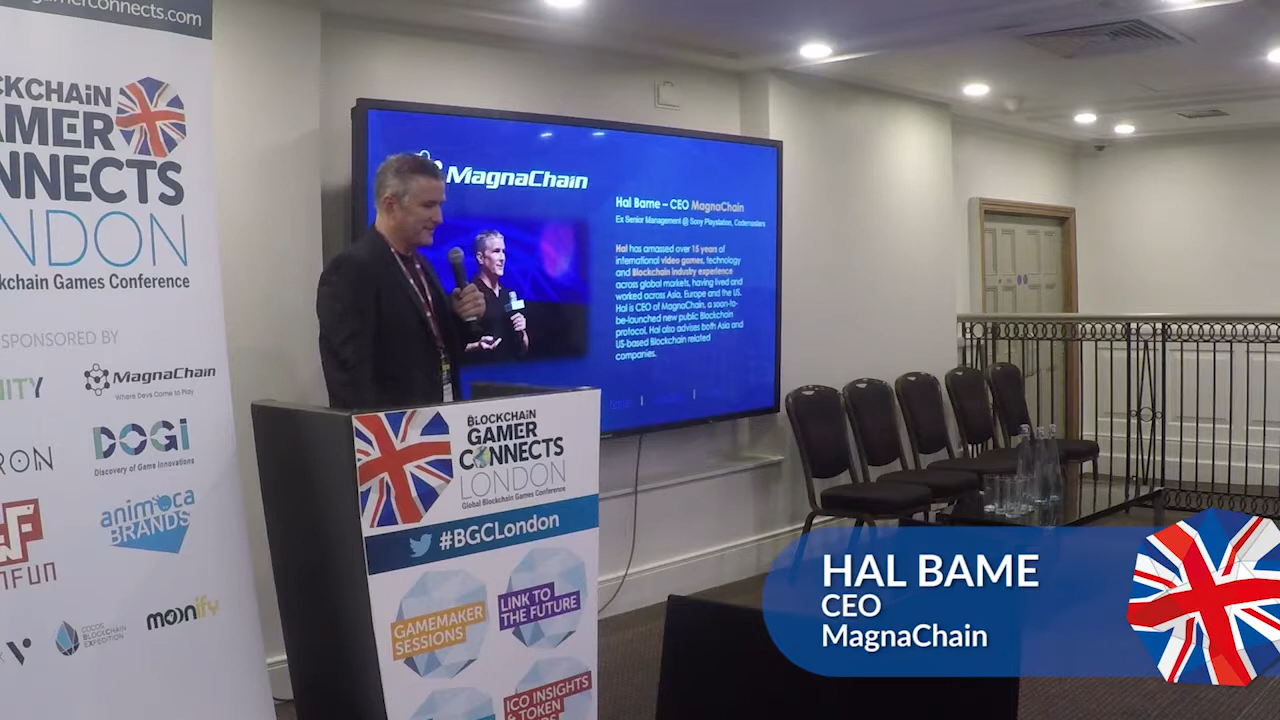 gamerconnects.com
CKCHAIN
AMER
NNECTS
NDON
kchain Games Conference
SPONSORED BY
NITY
MagnaChain
Where Devs Come to Play
RON
DOGI
Discovery of Game Innovations
animoca
BRANDS
FUN
COCOS
BLOCKCHAIN
EXPEDITION
moonify
MagnaChain
Hal Bame – CEO MagnaChain
Ex Senior Management @ Sony Playstation, Codemasters
Hal has amassed over 15 years of
international video games, technology
and Blockchain industry experience
across global markets, having lived and
worked across Asia, Europe and the US.
Hal is CEO of MagnaChain, a soon-to-
be-launched new public Blockchain
protocol. Hal also advises both Asia and
US-based Blockchain related
companies.
BLOCKCHAIN
GAMER
CONNECTS
LONDON
Global Blockchain Games Conference
#BGCLondon
GAMEMAKER
SESSIONS
LINK TO
THE FUTURE
ICO INSIGHTS
& TOKEN
HAL BAME
CEO
MagnaChain